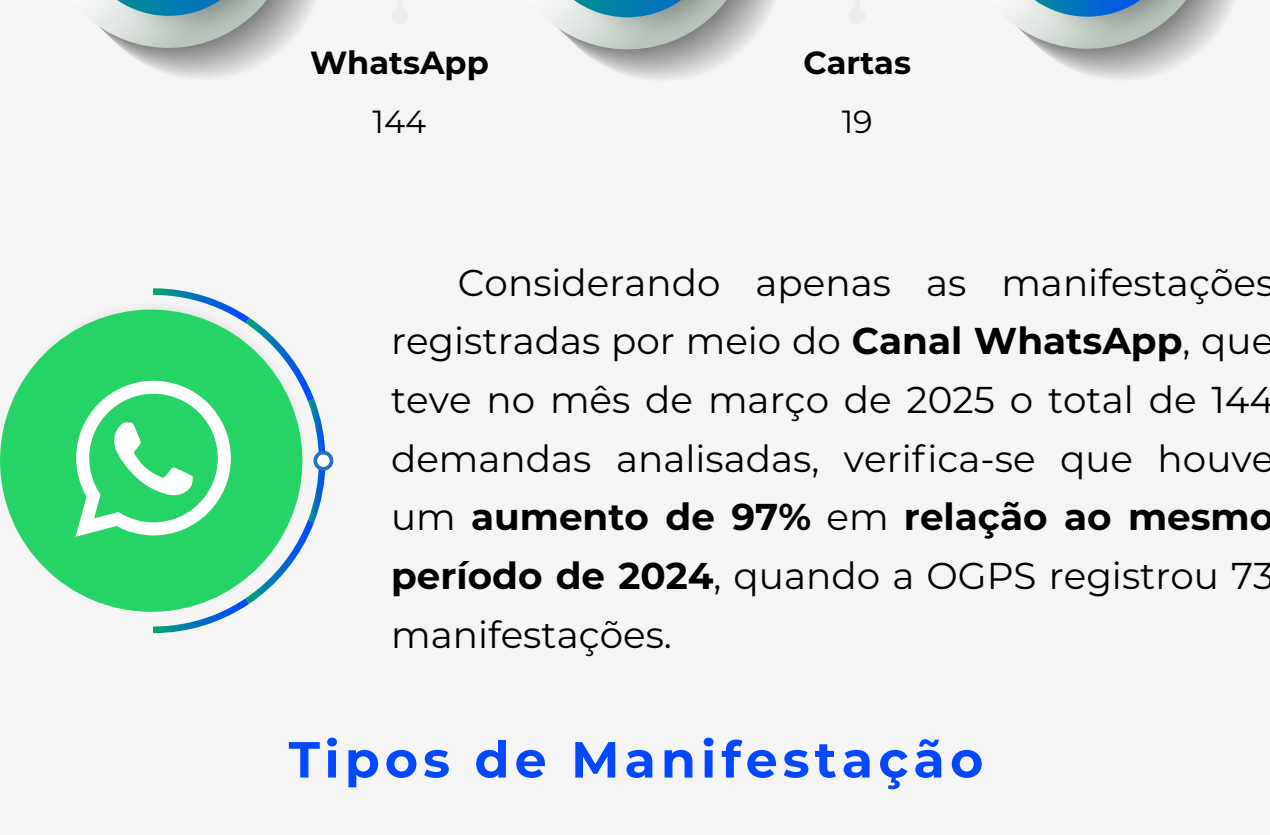 WhatsApp Cartas
144 19
Considerando apenas as manifestações
registradas por meio do Canal WhatsApp, que
teve no mês de março de 2025 o total de 144
demandas analisadas, verifica-se que houve
um aumento de 97% em relação ao mesmo
período de 2024, quando a OGPS registrou 73
manifestações.
Tipos de Manifestação